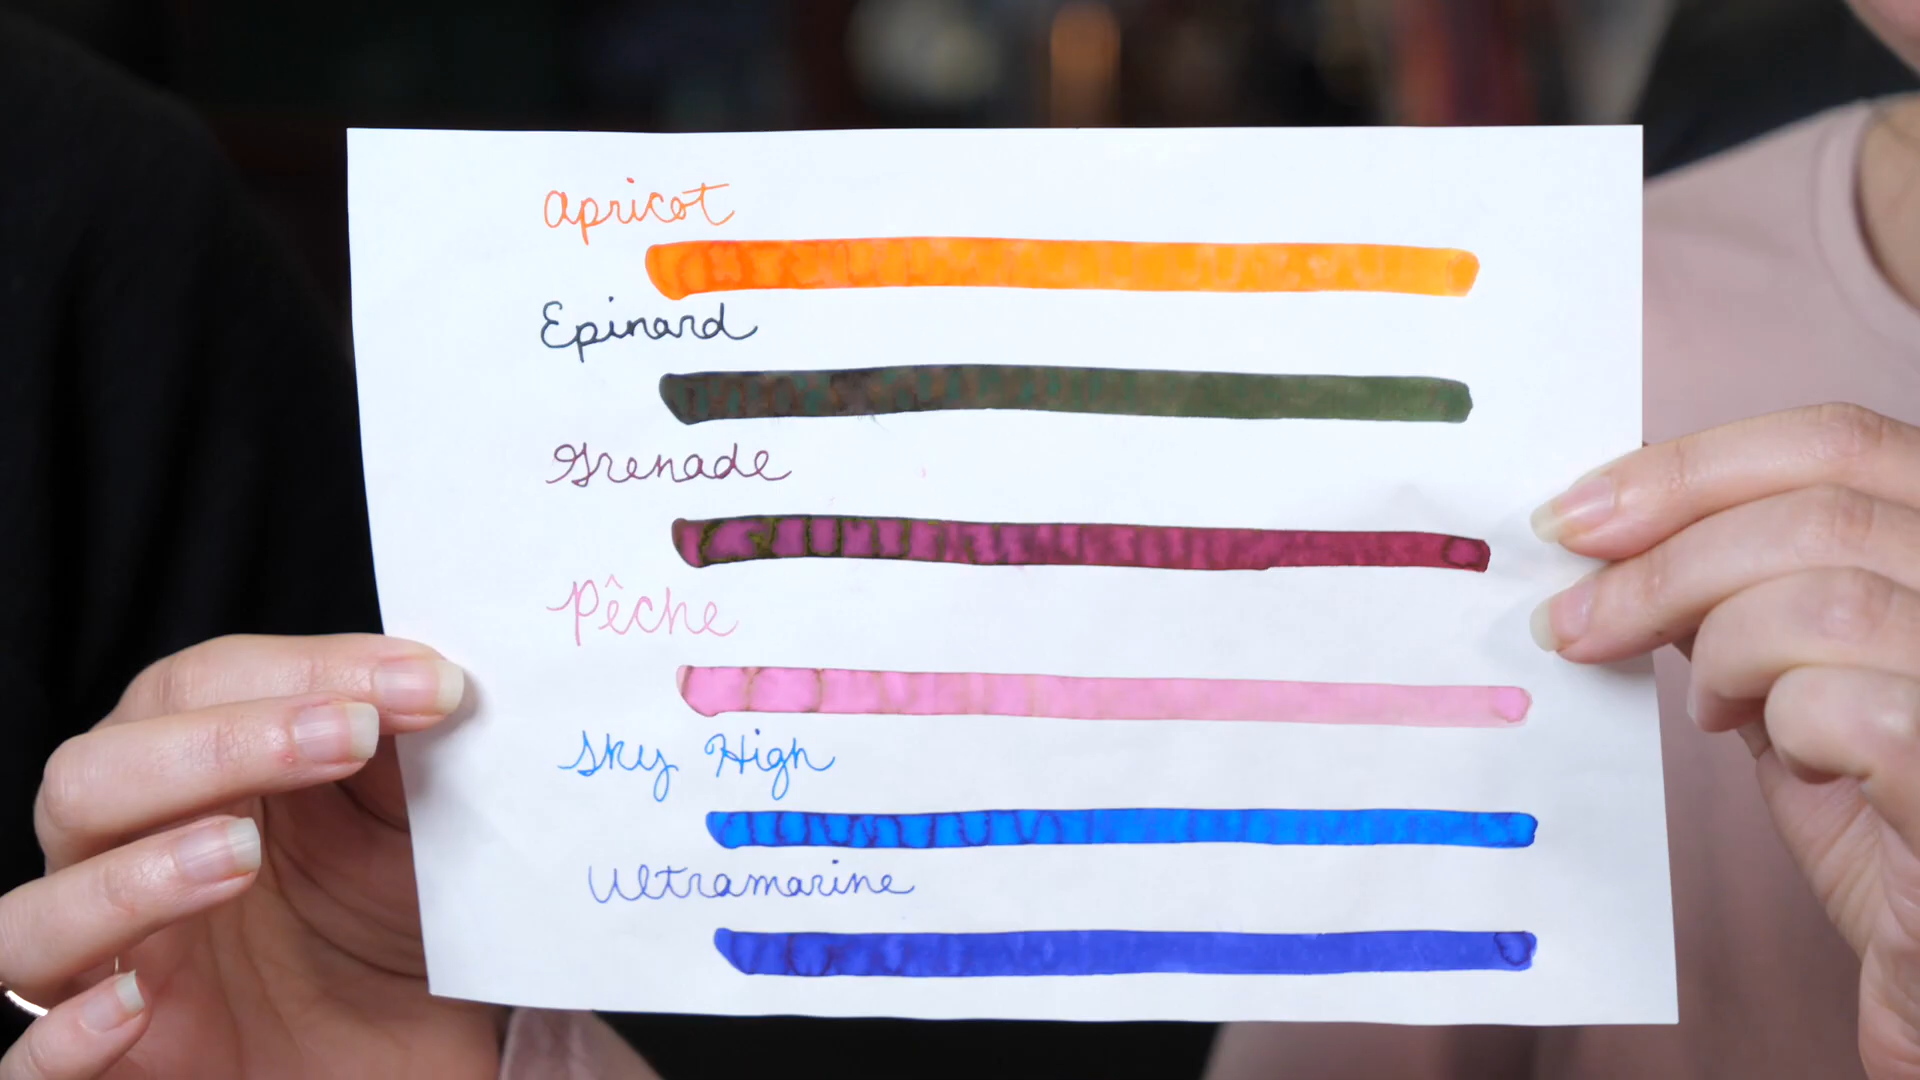 Apricot
Epinard
Grenade
Pêche
Sky High
Ultramarine